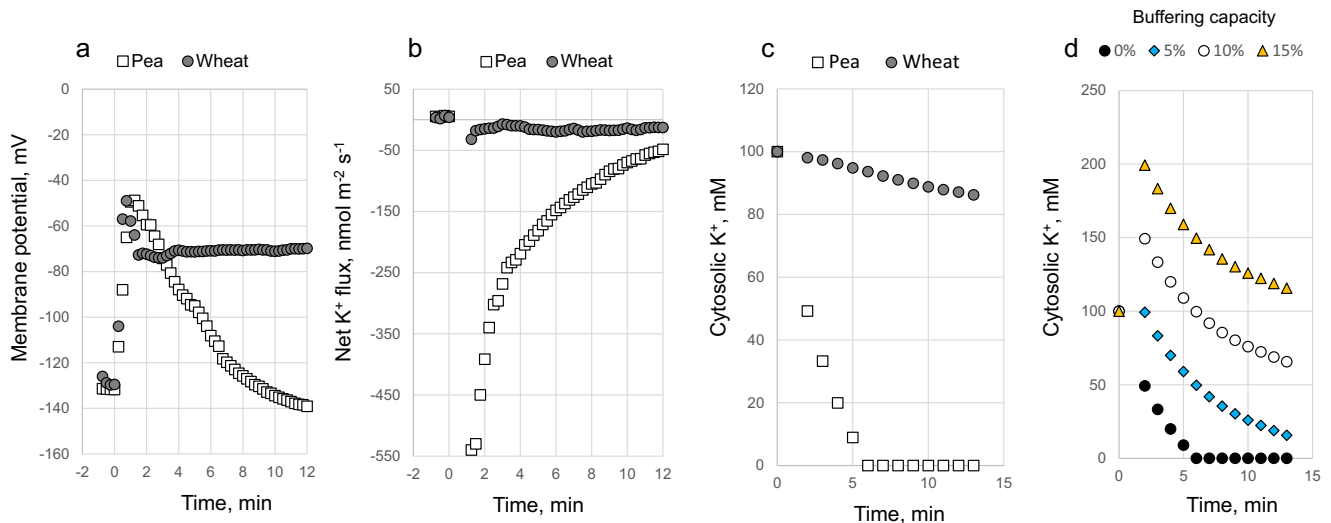 a
Pea Wheat
Membrane potential, mV
0
-20
-40
-60
-80
-100
-120
-140
-160
-2 0 2 4 6 8 10 12
Time, min
b
Pea Wheat
Net K⁺ flux, nmol m⁻² s⁻¹
50
-50
-150
-250
-350
-450
-550
-2 0 2 4 6 8 10 12
Time, min
c
Pea Wheat
Cytosolic K⁺, mM
120
100
80
60
40
20
0
0 5 10 15
Time, min
Buffering capacity
d
0% 5% 10% 15%
Cytosolic K⁺, mM
250
200
150
100
50
0
0 5 10 15
Time, min